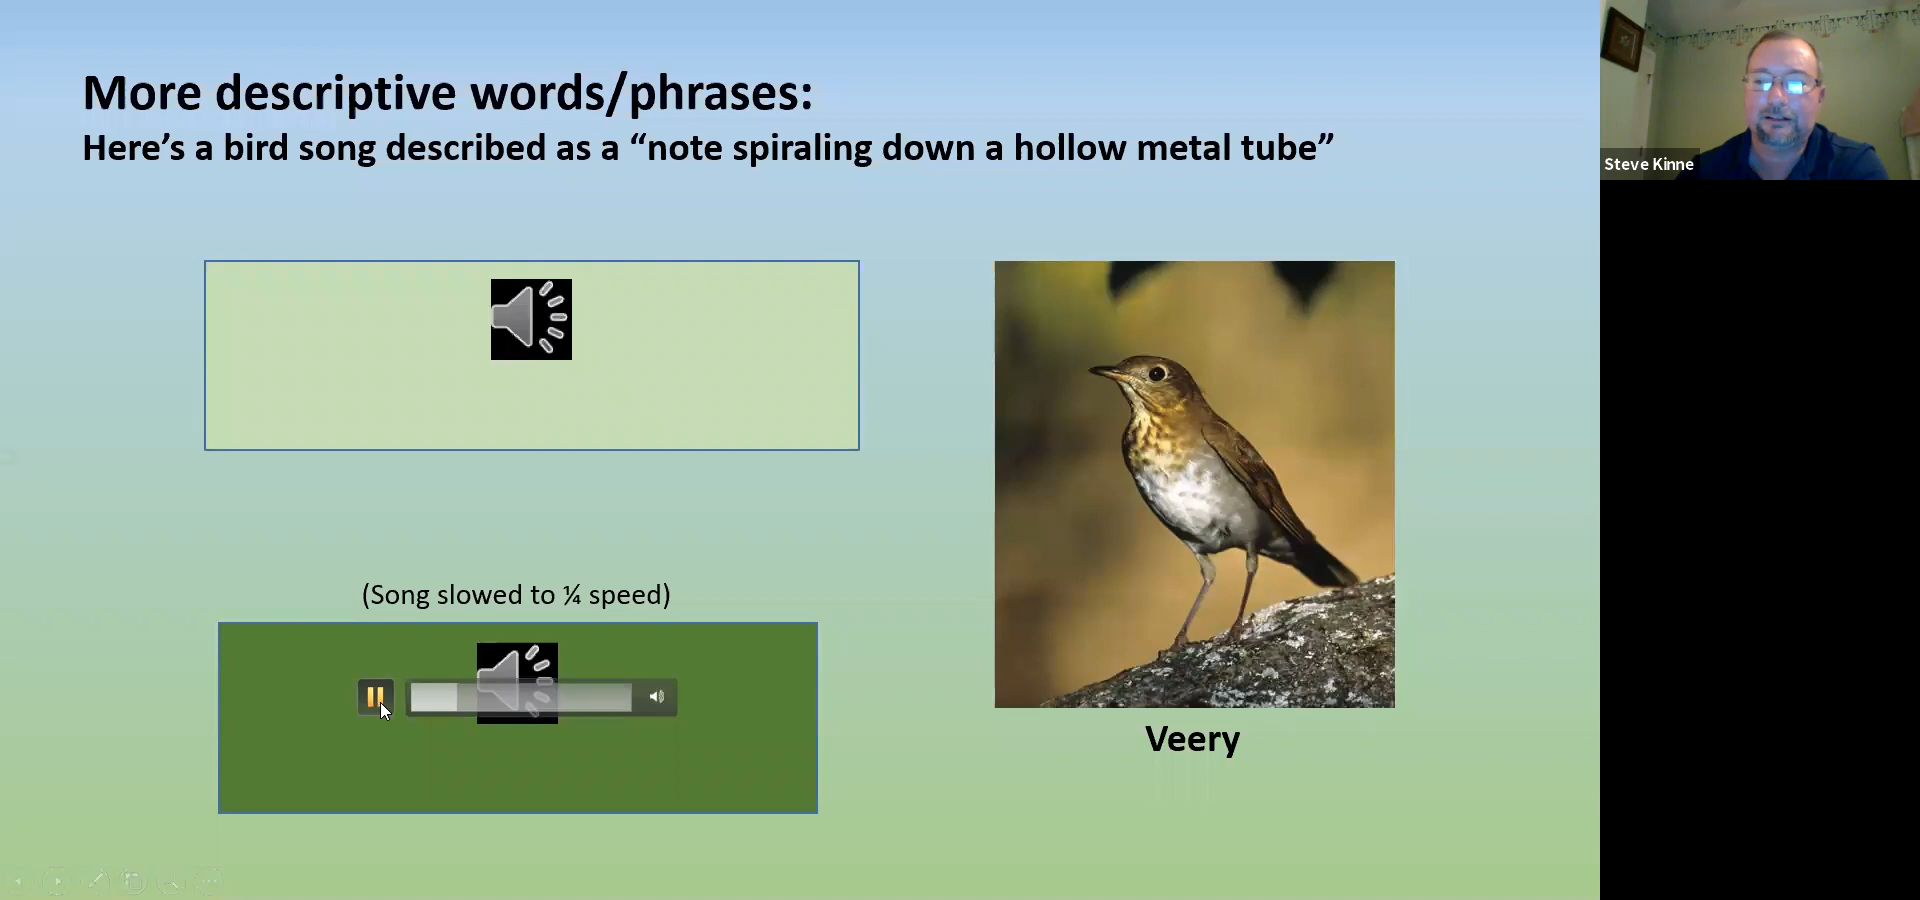 More descriptive words/phrases:
Here’s a bird song described as a “note spiraling down a hollow metal tube”
Steve Kinne
(Song slowed to ¼ speed)
Veery